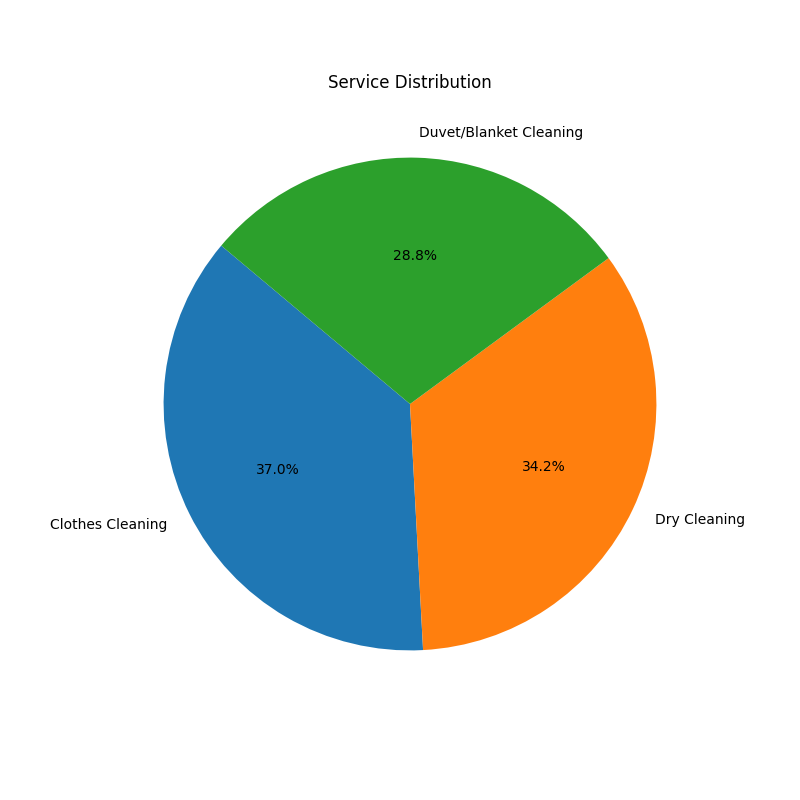 Service Distribution
Duvet/Blanket Cleaning
28.8%
37.0%
34.2%
Clothes Cleaning
Dry Cleaning